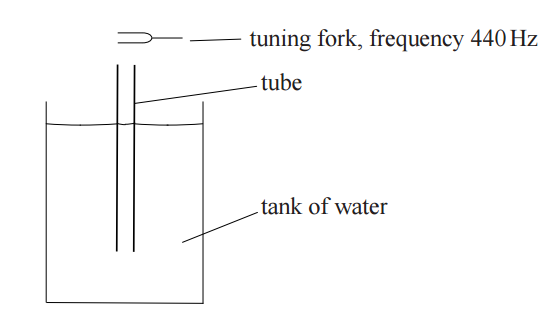 tuning fork, frequency 440 Hz
tube
tank of water